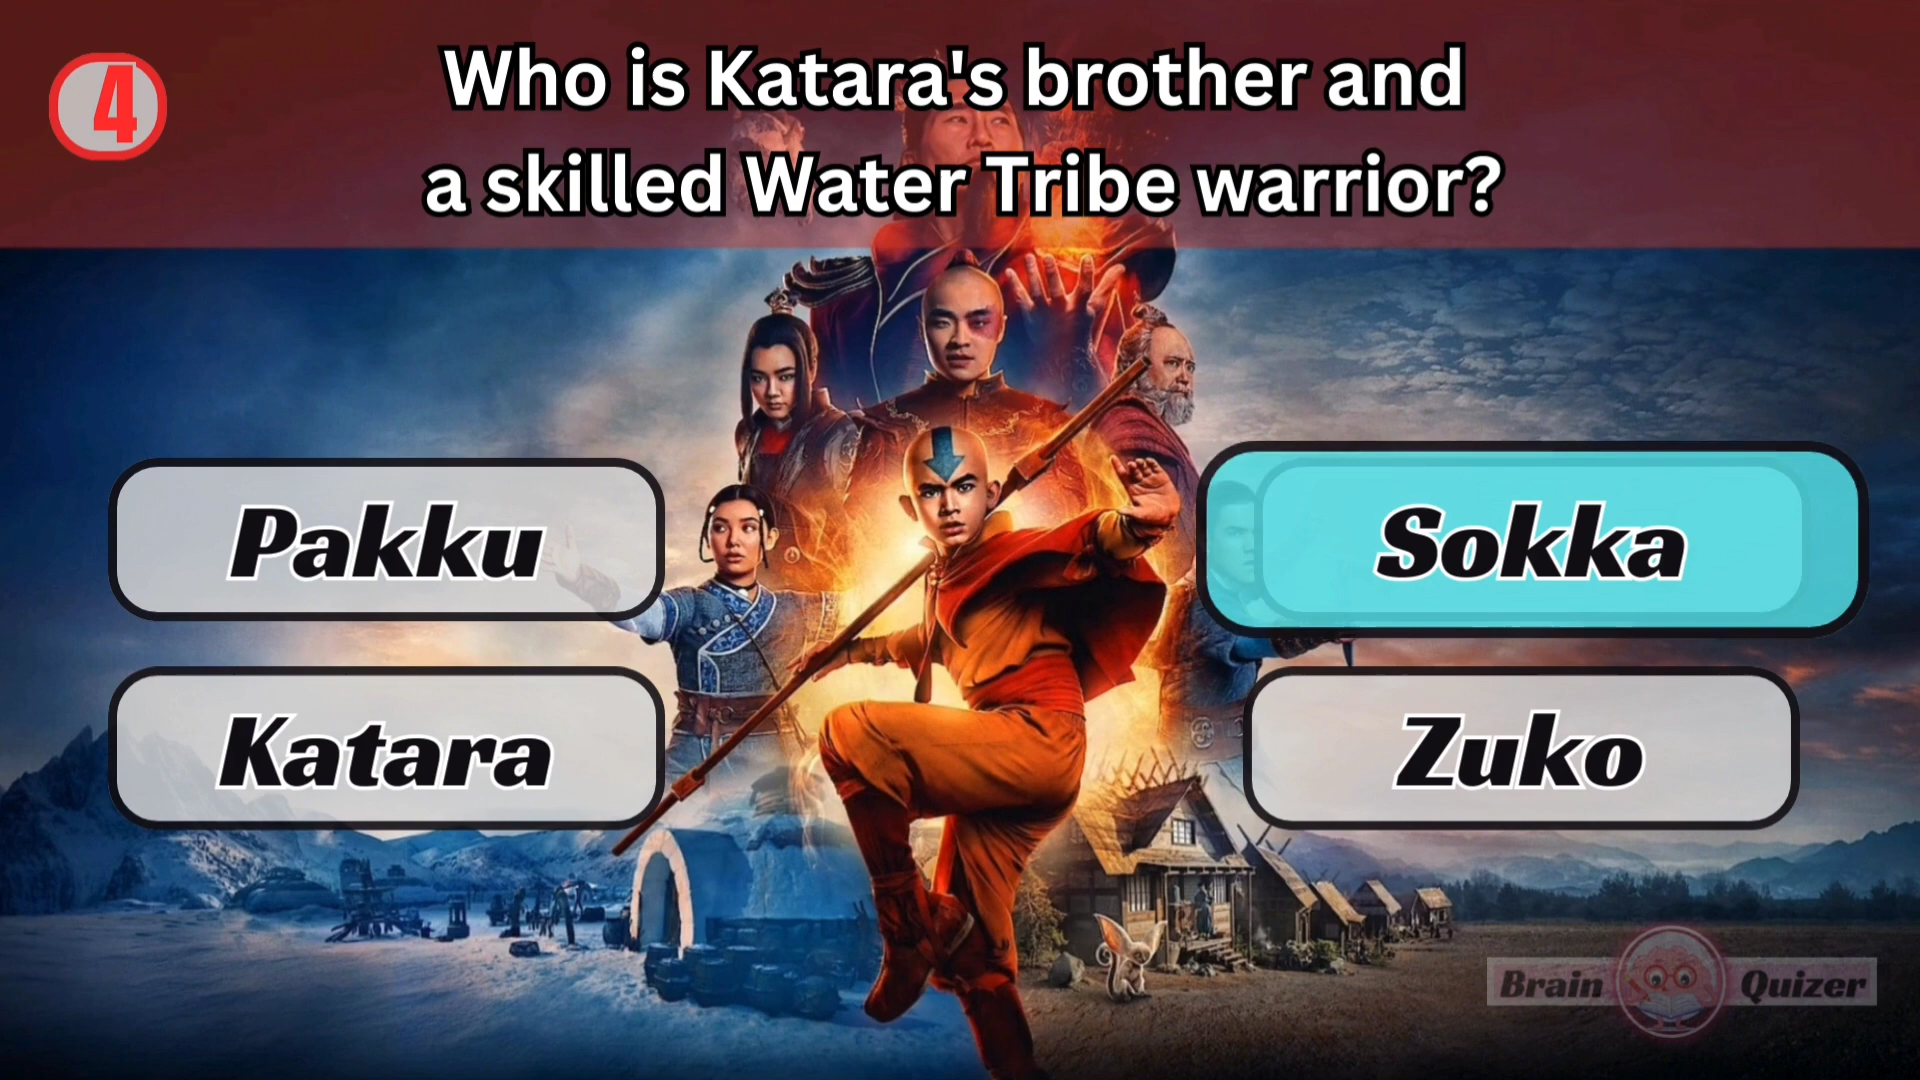 4
Who is Katara's brother and
a skilled Water Tribe warrior?
Pakku
Sokka
Katara
Zuko
Brain Quizer